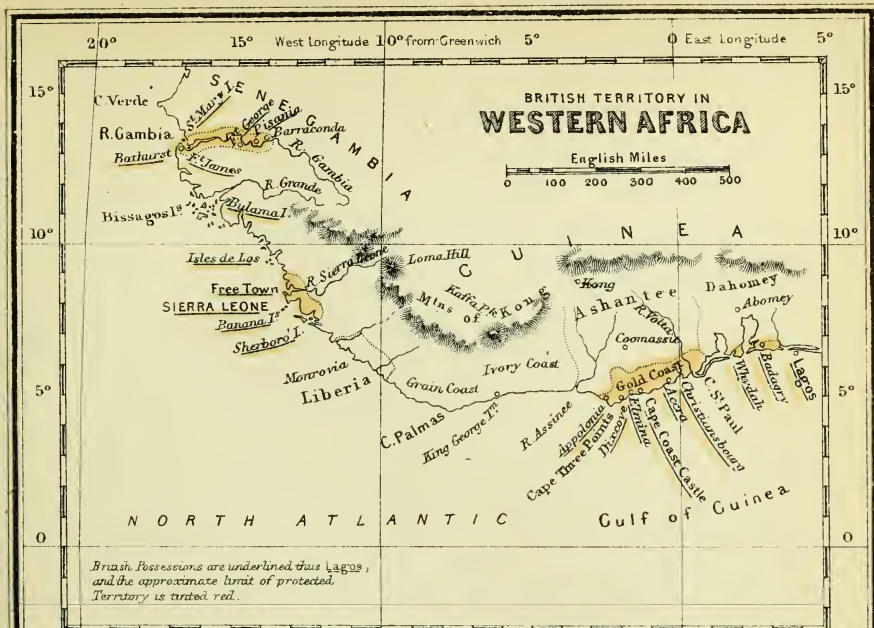 20° 15° West Longitude 10° from Greenwich 5° 0 East Longitude 5°
15° 15°
10° 10°
5° 5°
0 0
BRITISH TERRITORY IN
WESTERN AFRICA
English Miles
0 100 200 300 400 500
SENEGAMBIA
C. Verde
St. Mary I.
George
Pisania
Barraconda
R. Gambia
R. Gambia
Bathurst
Ft. James
R. Grande
Bissagos Is.
Bylama I.
Isles de Los
R. Sierra Leone
Loma Hill
Free Town
SIERRA LEONE
Banana Is.
Sherboro' I.
GUINEA
Kong
Kaffa Pk.
Mtns of Kong
Ashantee
Dahomey
Abomey
R. Volta
Coomassie
Monrovia
Liberia
Grain Coast
Ivory Coast
Gold Coast
C. Palmas
King George Tn.
R. Assinee
Appolonia
Cape Three Points
Dixcove
Elmina
Cape Coast Castle
Accra
Christiansbourg
C. St. Paul
Whydah
Badagry
Lagos
NORTH ATLANTIC
Gulf of Guinea
British Possessions are underlined thus Lagos,
and the approximate limit of protected
Territory is tinted red.